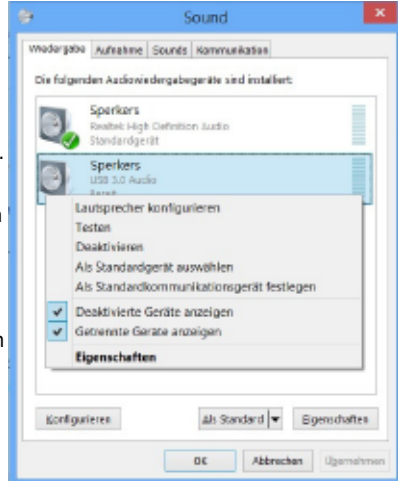 Sound
Wiedergabe Aufnahme Sounds Kommunikation
Die folgenden Audiowiedergabegeräte sind installiert:
Sperkers
Realtek High Definition Audio
Standardgerät
Sperkers
USB 3.0 Audio
Bereit
Lautsprecher konfigurieren
Testen
Deaktivieren
Als Standardgerät auswählen
Als Standardkommunikationsgerät festlegen
Deaktivierte Geräte anzeigen
Getrennte Geräte anzeigen
Eigenschaften
Konfigurieren Als Standard Eigenschaften
OK Abbrechen Übernehmen